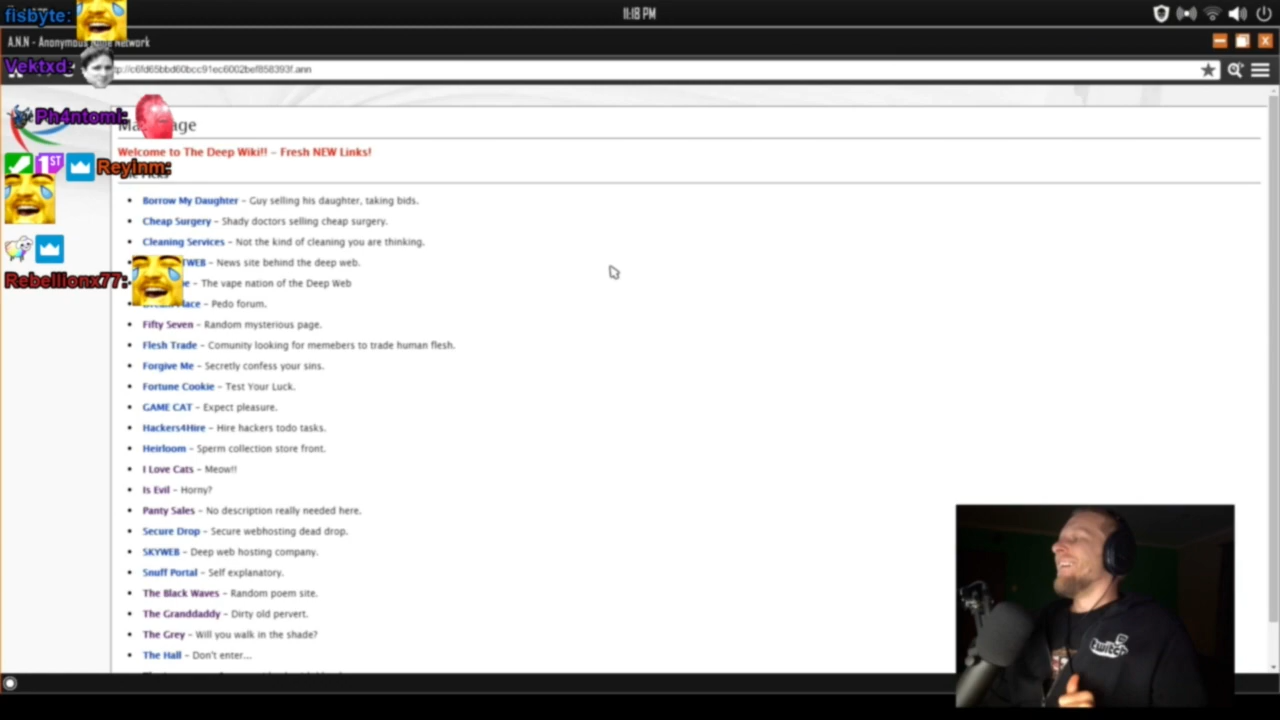 fisbyte:
11:18 PM
A.N.N - Anonymous Network
Vektxd:
c6fd65bbd60bcc91ec6002bef858393f.ann
Ph4ntoml:
Welcome to The Deep Wiki!! – Fresh NEW Links!
1ST Reylnm:
Borrow My Daughter – Guy selling his daughter, taking bids.
Cheap Surgery – Shady doctors selling cheap surgery.
Cleaning Services – Not the kind of cleaning you are thinking.
WEB – News site behind the deep web.
Rebellionx77:
The vape nation of the Deep Web
– Pedo forum.
Fifty Seven – Random mysterious page.
Flesh Trade – Comunity looking for memebers to trade human flesh.
Forgive Me – Secretly confess your sins.
Fortune Cookie – Test Your Luck.
GAME CAT – Expect pleasure.
Hackers4Hire – Hire hackers todo tasks.
Heirloom – Sperm collection store front.
I Love Cats – Meow!!
Is Evil – Horny?
Panty Sales – No description really needed here.
Secure Drop – Secure webhosting dead drop.
SKYWEB – Deep web hosting company.
Snuff Portal – Self explanatory.
The Black Waves – Random poem site.
The Granddaddy – Dirty old pervert.
The Grey – Will you walk in the shade?
The Hall – Don't enter...
twitch